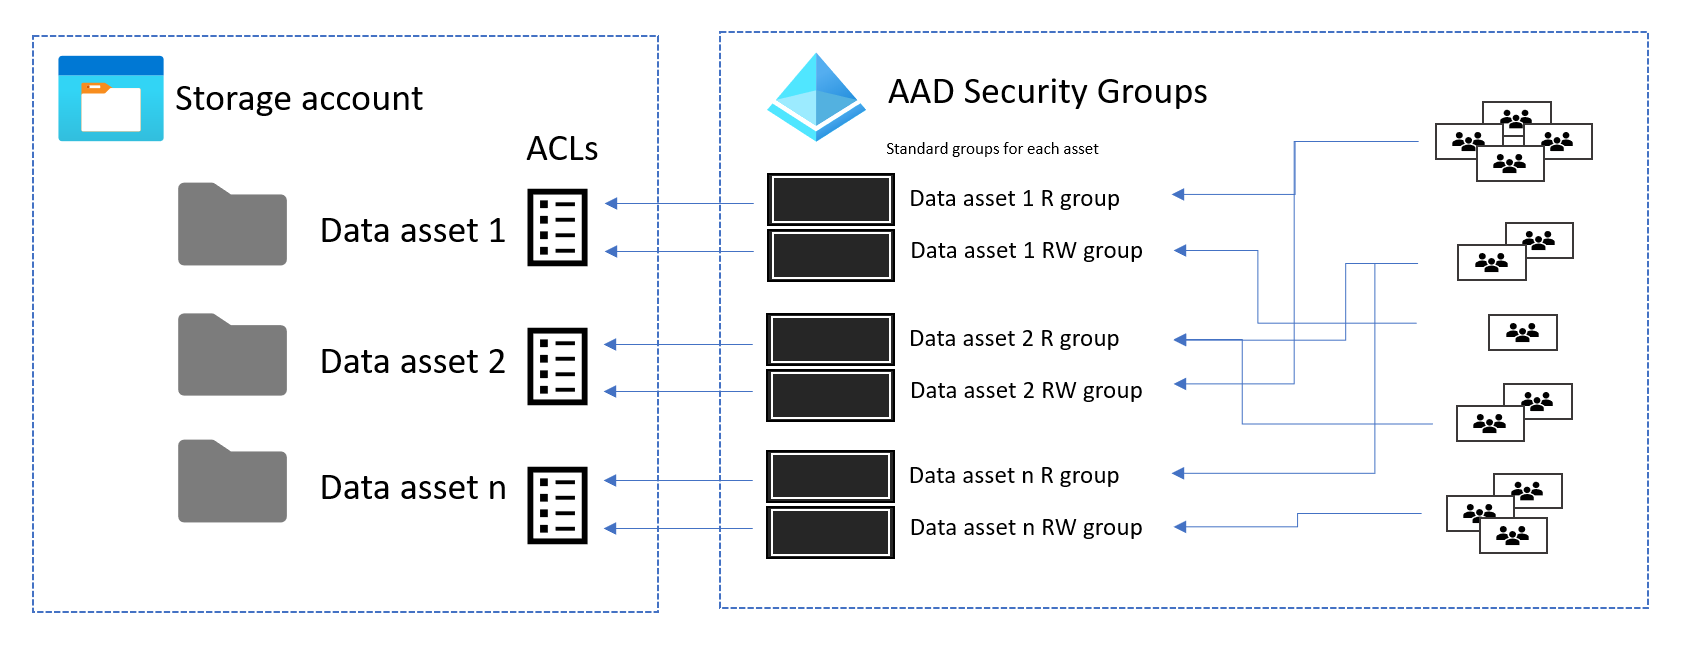 Storage account
ACLs
Data asset 1
Data asset 2
Data asset n
AAD Security Groups
Standard groups for each asset
Data asset 1 R group
Data asset 1 RW group
Data asset 2 R group
Data asset 2 RW group
Data asset n R group
Data asset n RW group